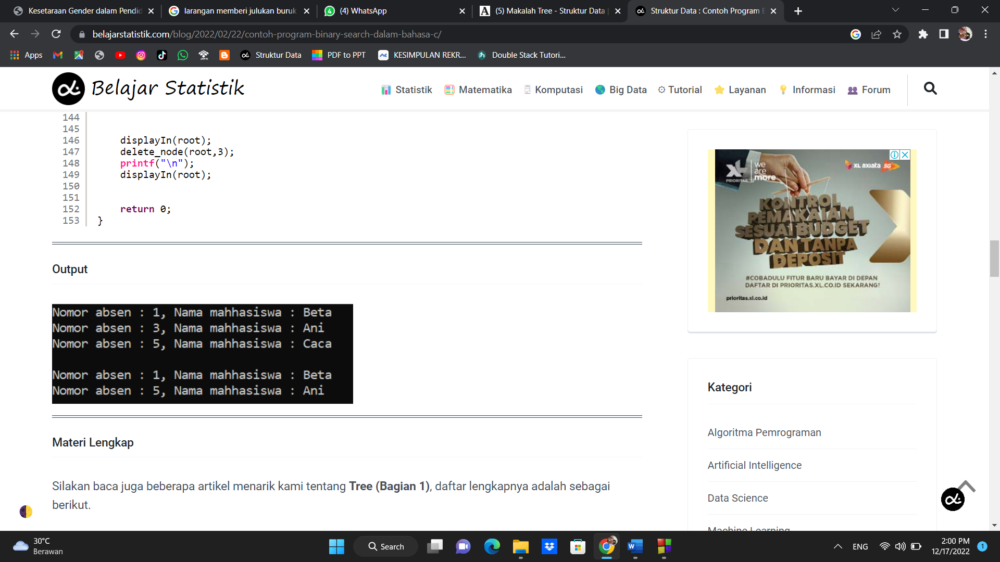 Kesetaraan Gender dalam Pendid
larangan memberi julukan buruk
(4) WhatsApp
(5) Makalah Tree - Struktur Data |
Struktur Data : Contoh Program B
belajarstatistik.com/blog/2022/02/22/contoh-program-binary-search-dalam-bahasa-c/
Apps
Struktur Data
PDF to PPT
KESIMPULAN REKR...
Double Stack Tutori...
Belajar Statistik
Statistik
Matematika
Komputasi
Big Data
Tutorial
Layanan
Informasi
Forum
144
145
146 displayIn(root);
147 delete_node(root,3);
148 printf("\n");
149 displayIn(root);
150
151
152 return 0;
153 }
Output
Nomor absen : 1, Nama mahhasiswa : Beta
Nomor absen : 3, Nama mahhasiswa : Ani
Nomor absen : 5, Nama mahhasiswa : Caca
Nomor absen : 1, Nama mahhasiswa : Beta
Nomor absen : 5, Nama mahhasiswa : Ani
Materi Lengkap
Silakan baca juga beberapa artikel menarik kami tentang Tree (Bagian 1), daftar lengkapnya adalah sebagai
berikut.
XL
PRIORITAS
we
are
more
XL axiata 5G
KONTROL
PEMAKAIAN
SESUAI BUDGET
DAN TANPA
DEPOSIT
#COBADULU FITUR BARU BAYAR DI DEPAN
DAFTAR DI PRIORITAS.XL.CO.ID SEKARANG!
prioritas.xl.co.id
Kategori
Algoritma Pemrograman
Artificial Intelligence
Data Science
Machine Learning
30°C
Berawan
Search
ENG
2:00 PM
12/17/2022
1